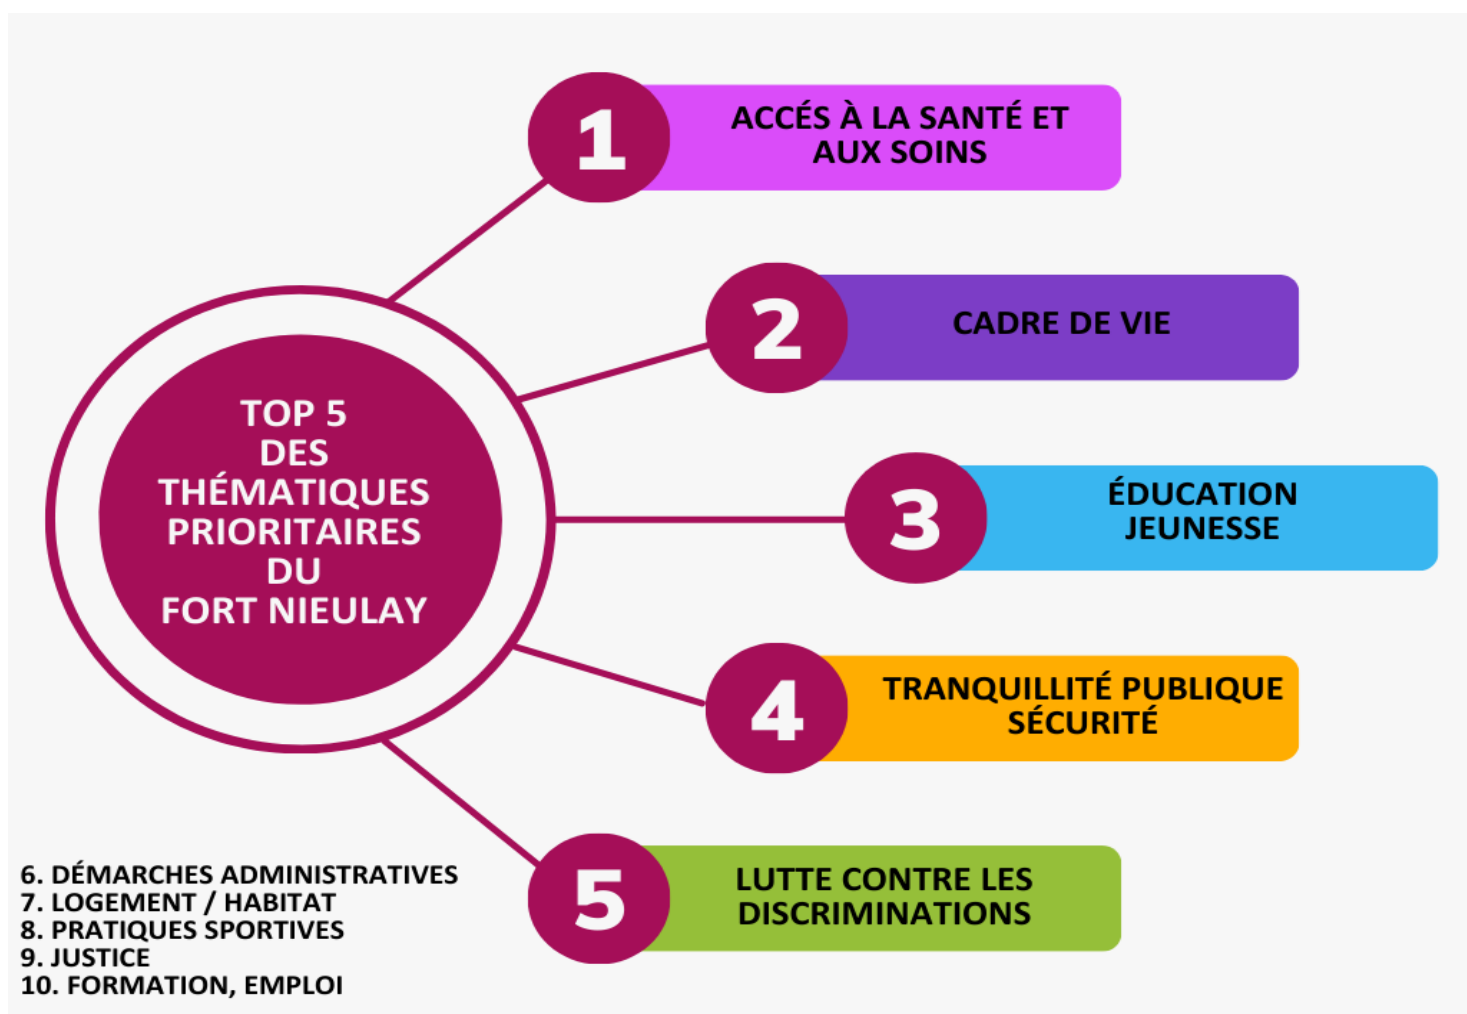 TOP 5
DES
THÉMATIQUES
PRIORITAIRES
DU
FORT NIEULAY
1
ACCÉS À LA SANTÉ ET
AUX SOINS
2
CADRE DE VIE
3
ÉDUCATION
JEUNESSE
4
TRANQUILLITÉ PUBLIQUE
SÉCURITÉ
5
LUTTE CONTRE LES
DISCRIMINATIONS
6. DÉMARCHES ADMINISTRATIVES
7. LOGEMENT / HABITAT
8. PRATIQUES SPORTIVES
9. JUSTICE
10. FORMATION, EMPLOI